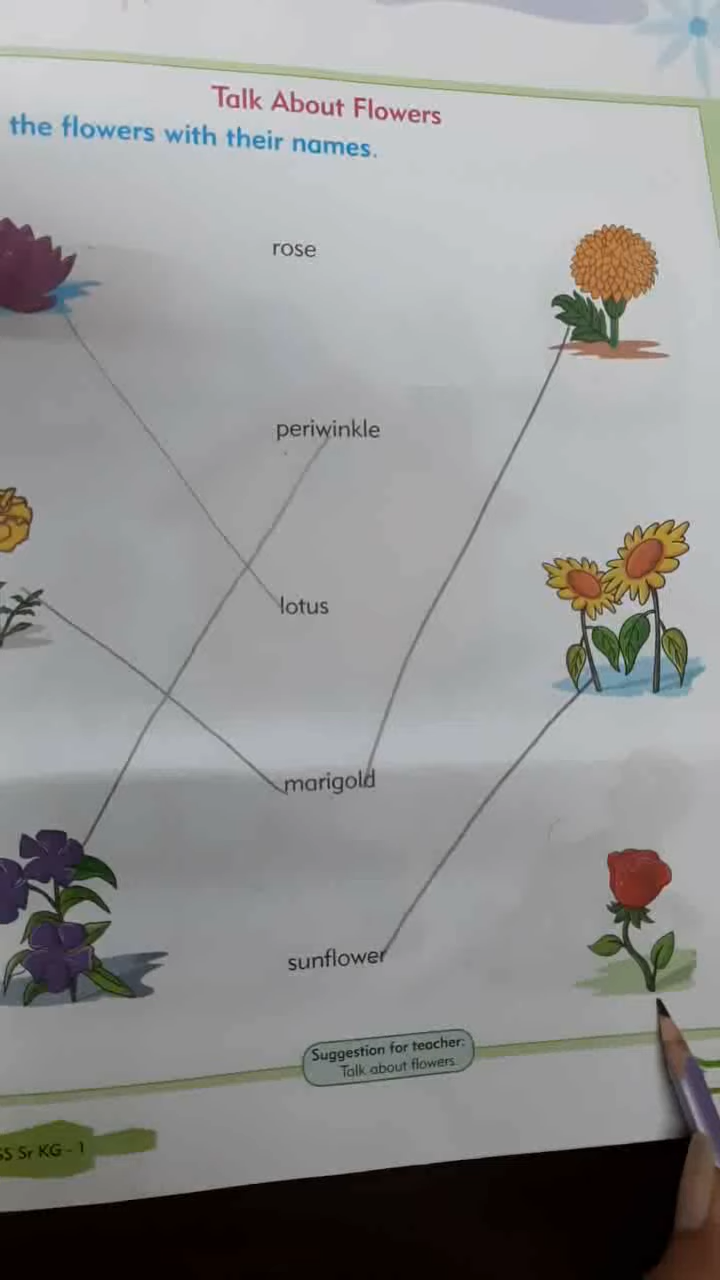 Talk About Flowers
the flowers with their names.
rose
periwinkle
lotus
marigold
sunflower
Suggestion for teacher:
Talk about flowers.
SS Sr KG - 1